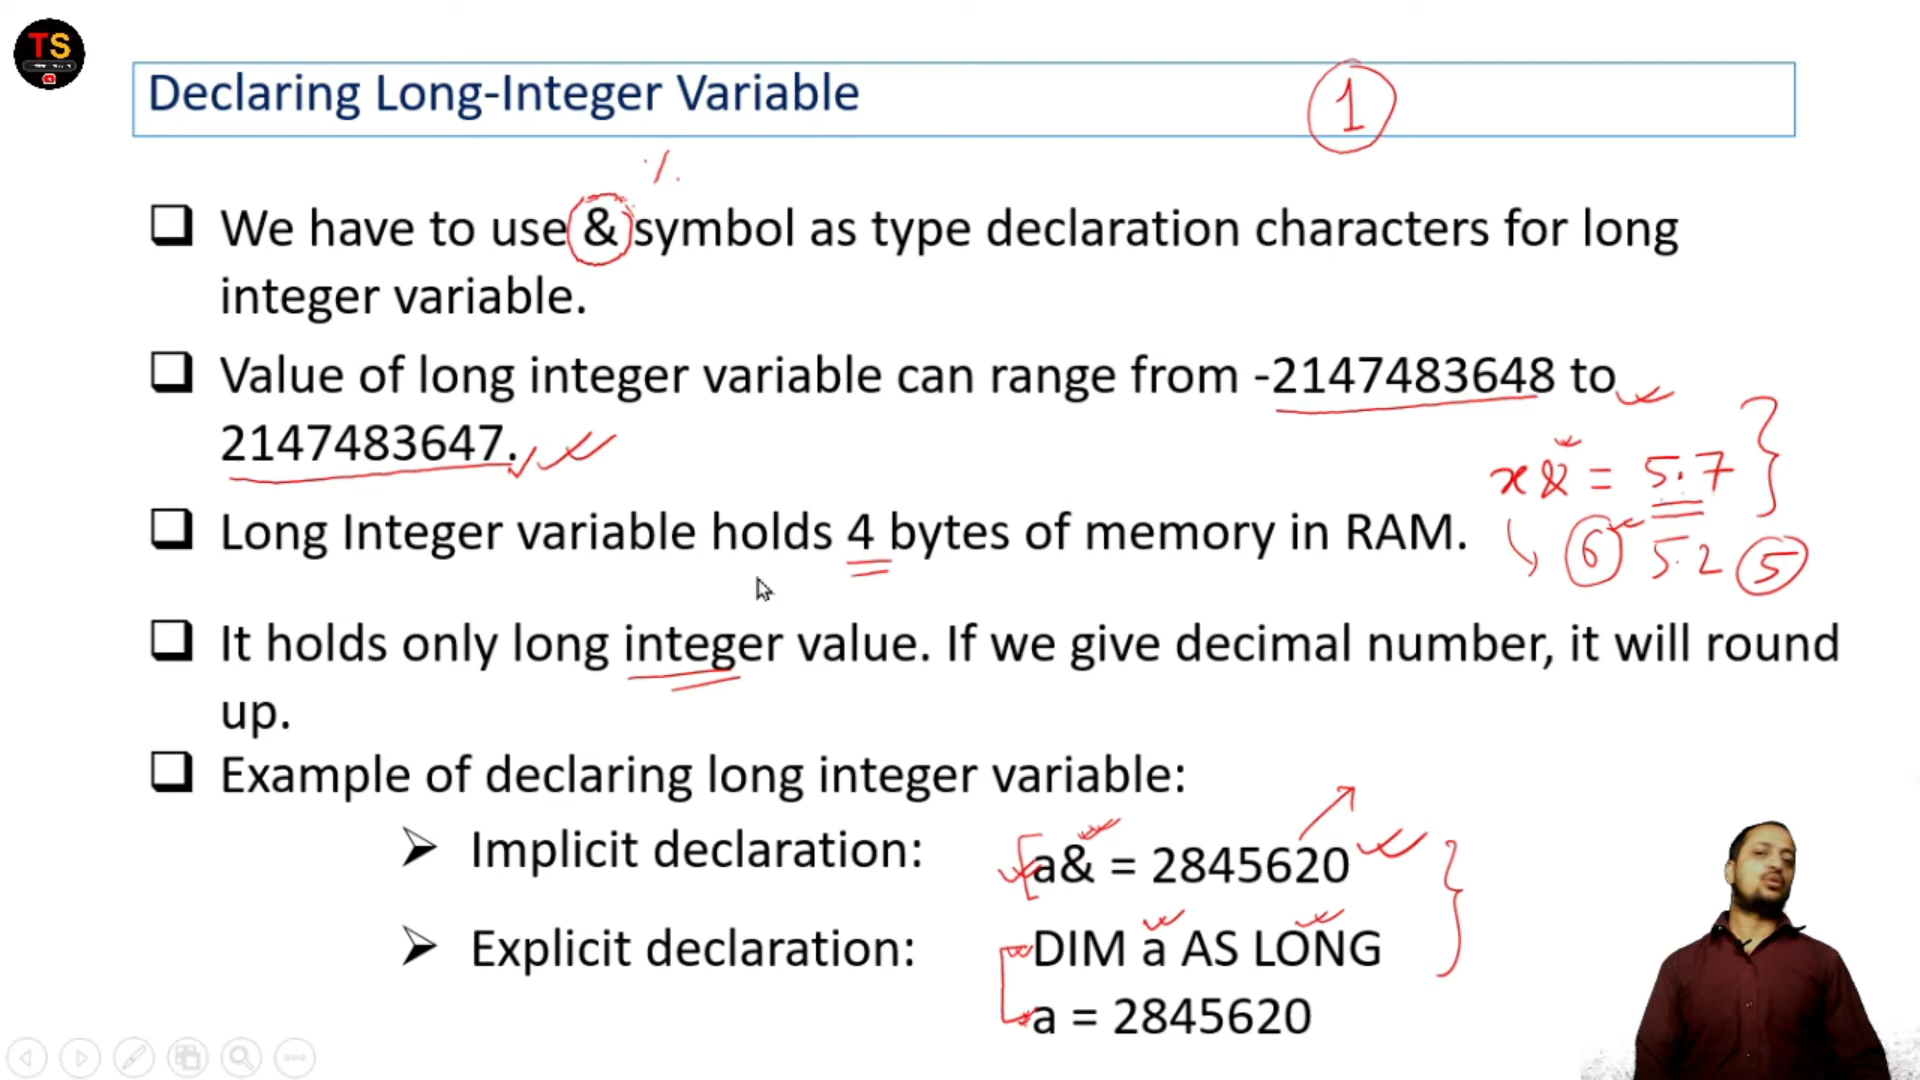 TS
Declaring Long-Integer Variable
1
%
We have to use & symbol as type declaration characters for long
integer variable.
Value of long integer variable can range from -2147483648 to
2147483647.
x& = 5.7
Long Integer variable holds 4 bytes of memory in RAM.
6 5.2 5
It holds only long integer value. If we give decimal number, it will round
up.
Example of declaring long integer variable:
Implicit declaration: a& = 2845620
Explicit declaration: DIM a AS LONG
a = 2845620